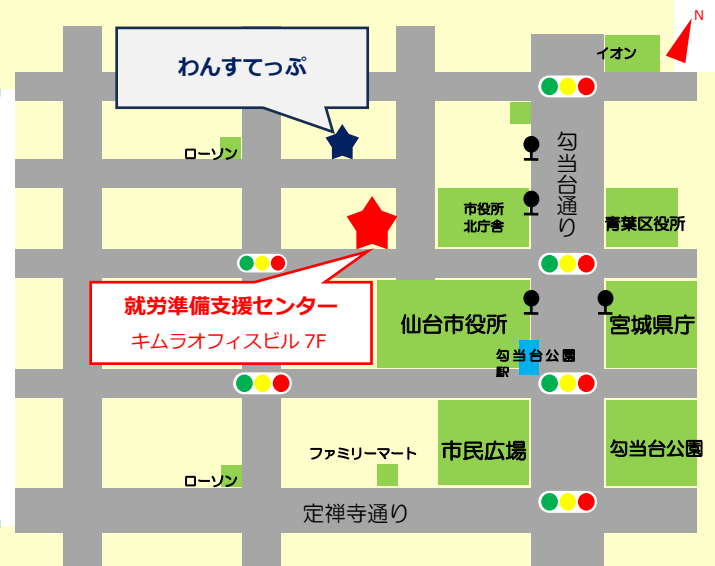 N
イオン
わんすてっぷ
ローソン
勾当台通り
市役所
北庁舎
青葉区役所
就労準備支援センター
キムラオフィスビル 7F
仙台市役所
宮城県庁
勾当台公園
駅
ファミリーマート
市民広場
勾当台公園
ローソン
定禅寺通り